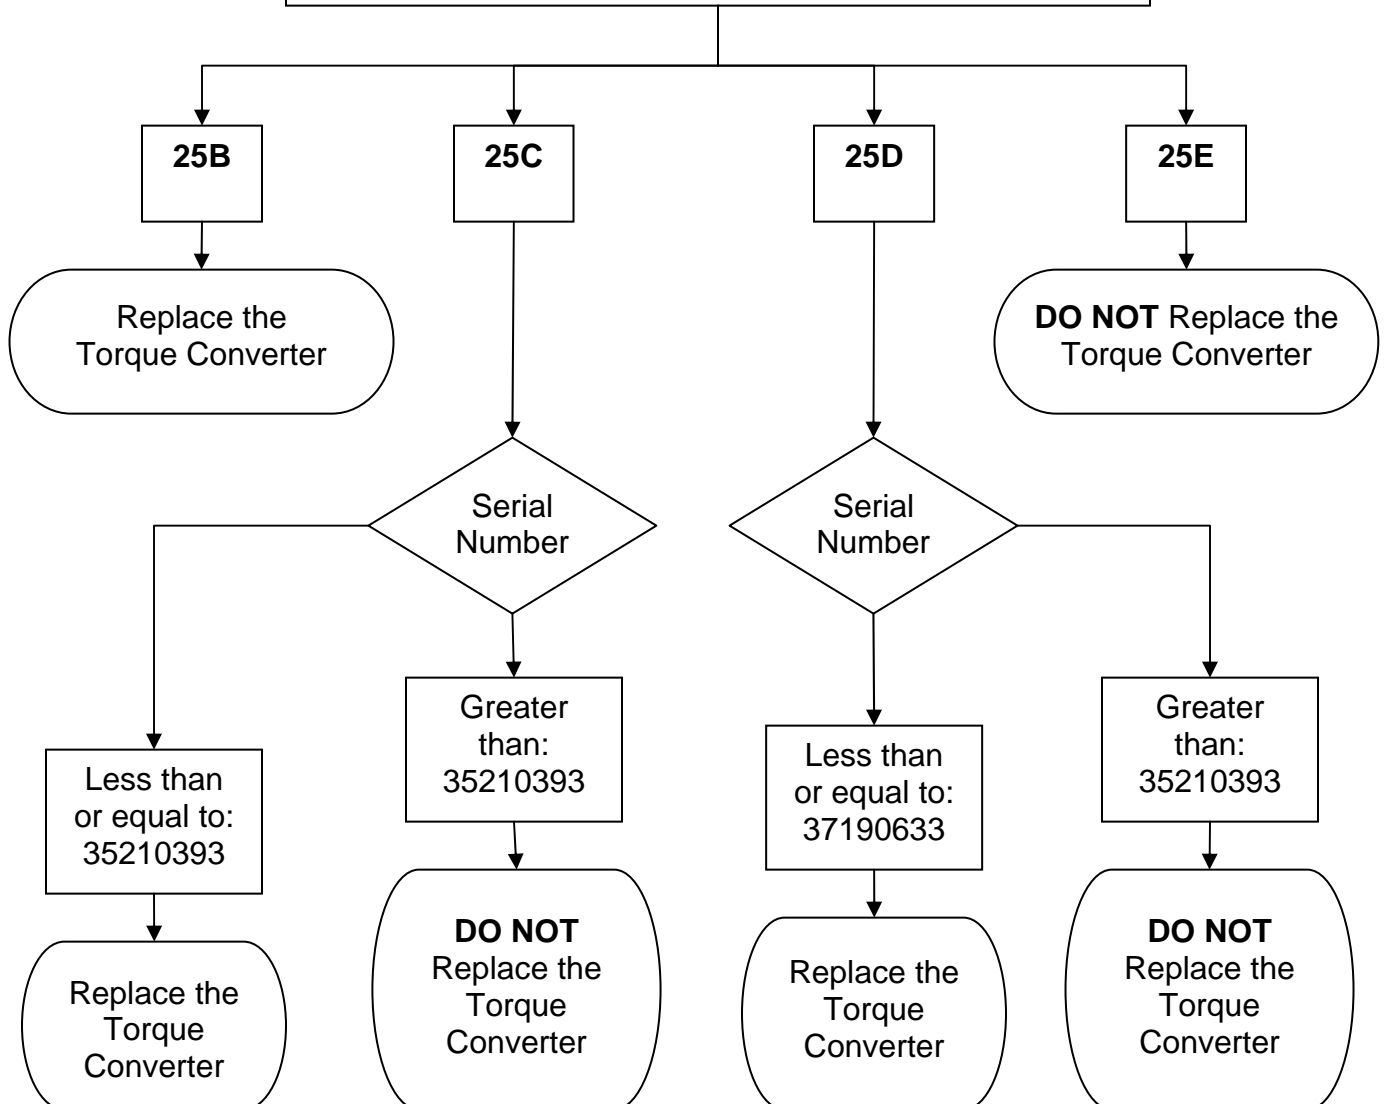 25B
25C
25D
25E
Replace the
Torque Converter
DO NOT Replace the
Torque Converter
Serial
Number
Serial
Number
Less than
or equal to:
35210393
Greater
than:
35210393
Less than
or equal to:
37190633
Greater
than:
35210393
Replace the
Torque
Converter
DO NOT
Replace the
Torque
Converter
Replace the
Torque
Converter
DO NOT
Replace the
Torque
Converter